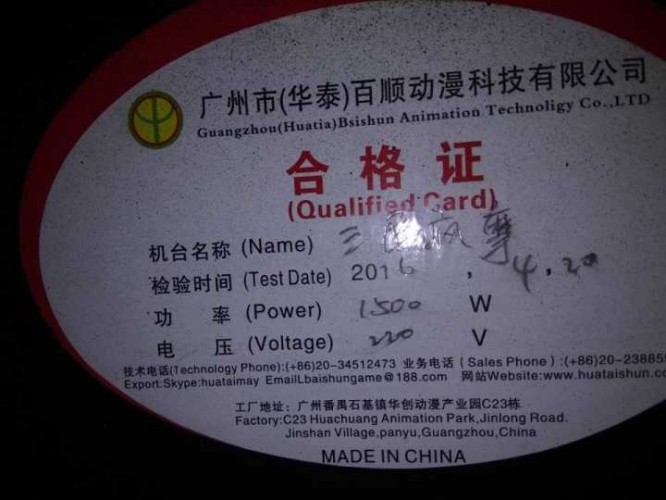 广州市(华泰)百顺动漫科技有限公司
Guangzhou(Huatia)Bsishun Animation Technoligy Co.,LTD
合格证
(Qualified Card)
机台名称 (Name) 三
检验时间 (Test Date) 2016 , 4,20
功 率 (Power) 1500 W
电 压 (Voltage) 220 V
技术电话(Technology Phone):(+86)20-34512473 业务电话 ( Sales Phone ) :(+86)20-238855
Export:Skype:huataimay EmailLbaishungame@188.com 网站Website:www.huataishun.c
工厂地址: 广州番禺石基镇华创动漫产业园C23栋
Factory:C23 Huachuang Animation Park,Jinlong Road.
Jinshan Village,panyu,Guangzhou,China
MADE IN CHINA